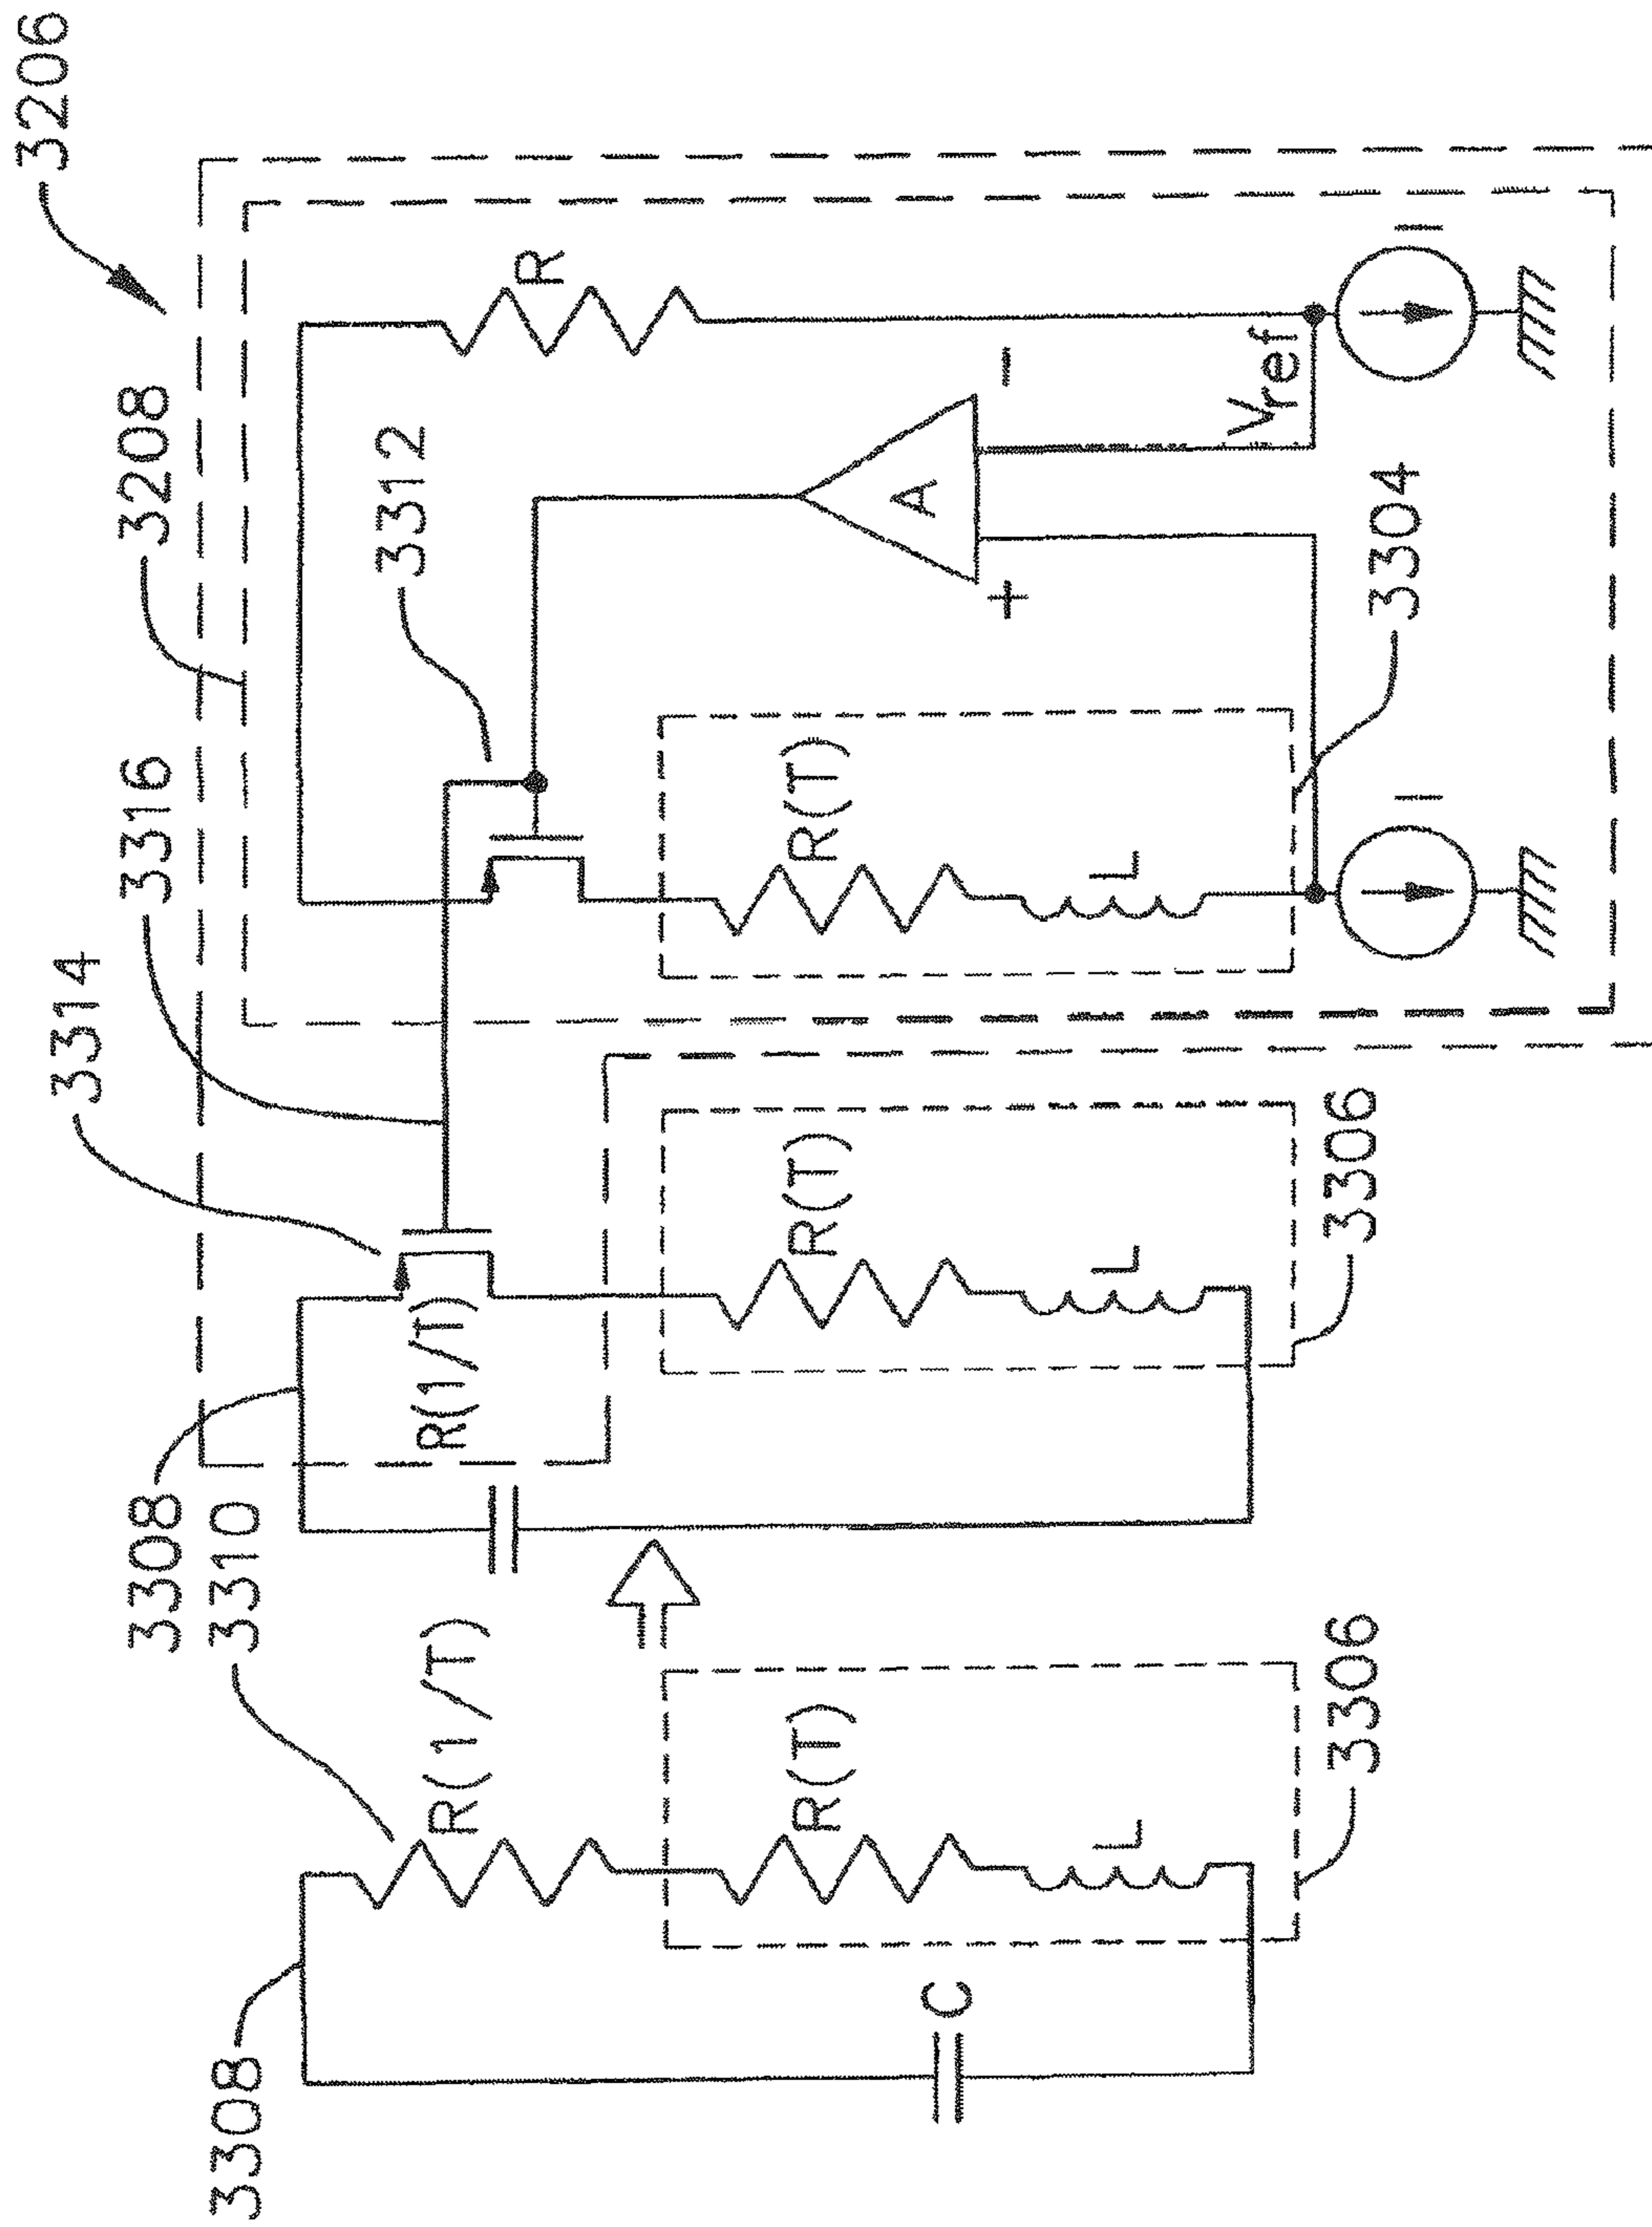 3206
3314
3308
3316
3208
3308
3310
3312
R(1/T)
R(1/T)
R
R(T)
R(T)
R(T)
C
A
+
−
L
L
L
Vref
3306
3306
3304
I
I